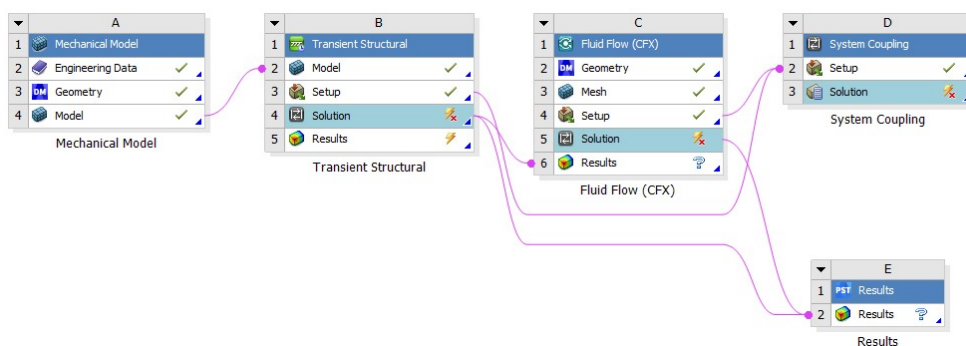 A
1 Mechanical Model
2 Engineering Data
3 DM Geometry
4 Model
Mechanical Model
B
1 Transient Structural
2 Model
3 Setup
4 Solution
5 Results
Transient Structural
C
1 Fluid Flow (CFX)
2 DM Geometry
3 Mesh
4 Setup
5 Solution
6 Results ?
Fluid Flow (CFX)
D
1 System Coupling
2 Setup
3 Solution
System Coupling
E
1 PST Results
2 Results ?
Results